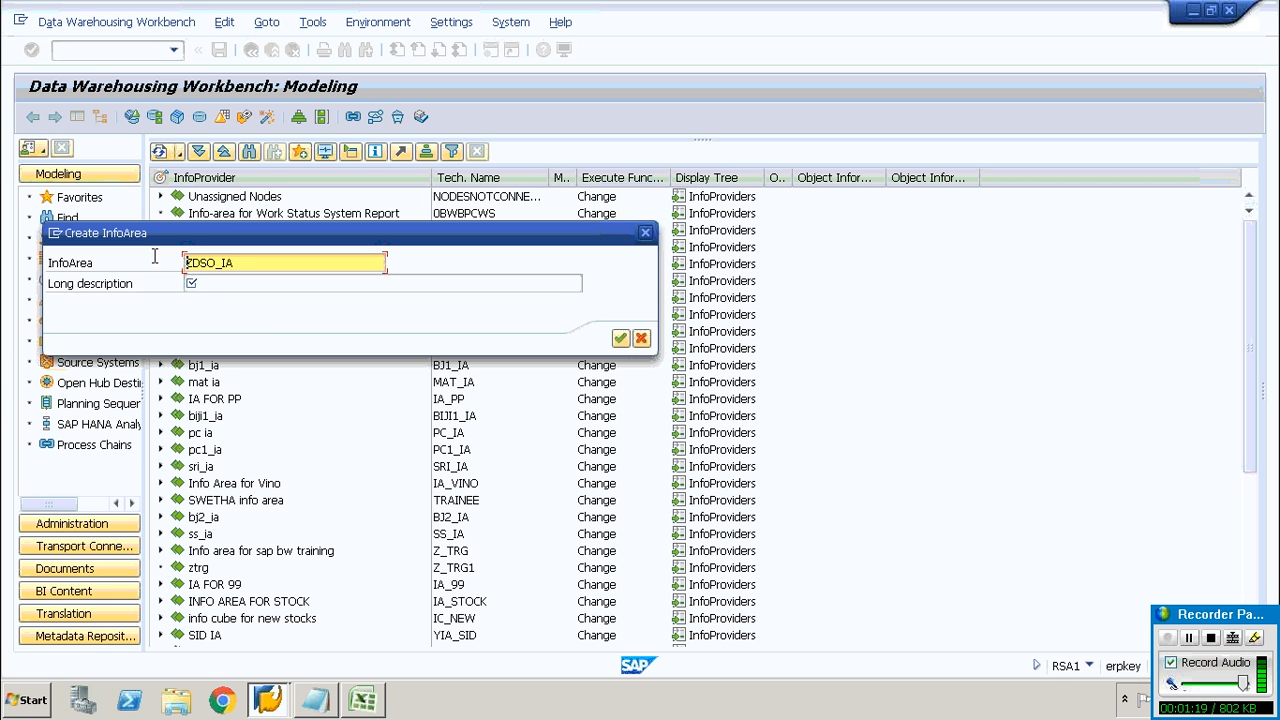 Data Warehousing Workbench Edit Goto Tools Environment Settings System Help
Data Warehousing Workbench: Modeling
Modeling
Favorites
Find
Source Systems
Open Hub Desti
Planning Sequer
SAP HANA Analy
Process Chains
Administration
Transport Conne...
Documents
BI Content
Translation
Metadata Reposit...
InfoProvider Tech. Name M.. Execute Func... Display Tree O.. Object Infor... Object Infor...
Unassigned Nodes NODESNOTCONNE... InfoProviders
Info-area for Work Status System Report 0BWBPCWS Change InfoProviders
InfoProviders
InfoProviders
InfoProviders
InfoProviders
InfoProviders
InfoProviders
InfoProviders
InfoProviders
Create InfoArea
InfoArea ZDSO_IA
Long description
bj1_ia BJ1_IA Change InfoProviders
mat ia MAT_IA Change InfoProviders
IA FOR PP IA_PP Change InfoProviders
biji1_ia BIJI1_IA Change InfoProviders
pc ia PC_IA Change InfoProviders
pc1_ia PC1_IA Change InfoProviders
sri_ia SRI_IA Change InfoProviders
Info Area for Vino IA_VINO Change InfoProviders
SWETHA info area TRAINEE Change InfoProviders
bj2_ia BJ2_IA Change InfoProviders
ss_ia SS_IA Change InfoProviders
Info area for sap bw training Z_TRG Change InfoProviders
ztrg Z_TRG1 Change InfoProviders
IA FOR 99 IA_99 Change InfoProviders
INFO AREA FOR STOCK IA_STOCK Change InfoProviders
info cube for new stocks IC_NEW Change InfoProviders
SID IA YIA_SID Change InfoProviders
SAP
RSA1 erpkey
Recorder Pa...
Record Audio
00:01:19 / 802 KB
Start